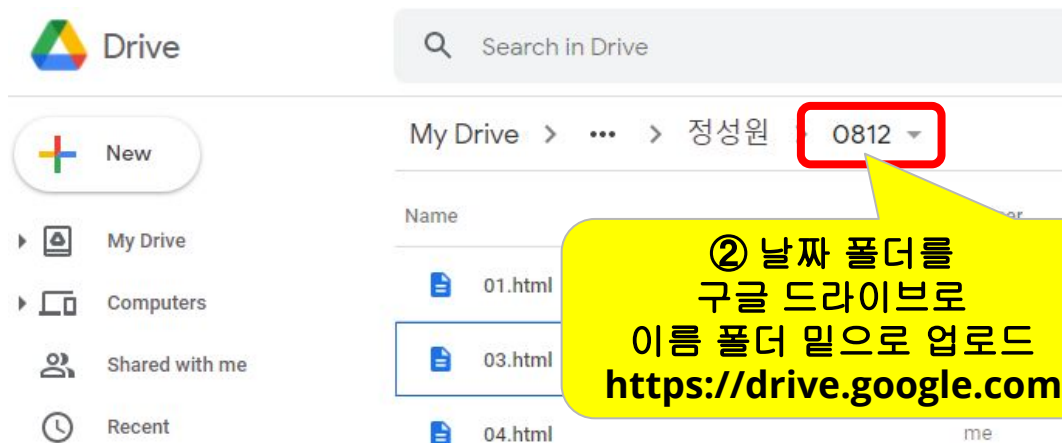 Drive
Search in Drive
New
My Drive > ••• > 정성원 > 0812
Name
My Drive
Computers
Shared with me
Recent
01.html
03.html
04.html
me
② 날짜 폴더를
구글 드라이브로
이름 폴더 밑으로 업로드
https://drive.google.com